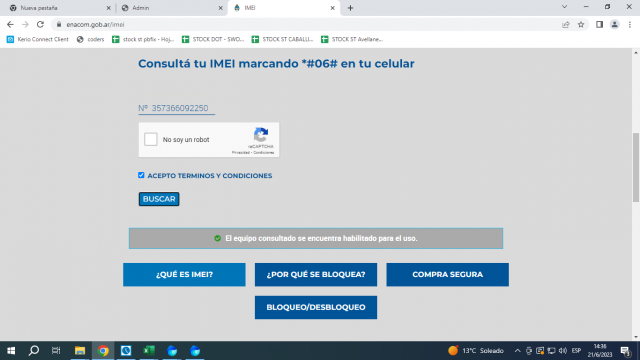 Nueva pestaña
Admin
IMEI
enacom.gob.ar/imei
Kerio Connect Client
coders
stock st pbfix - Hoj...
STOCK DOT - SWO...
STOCK ST CABALLI...
STOCK ST Avellane...
Consultá tu IMEI marcando *#06# en tu celular
Nº 357366092250
No soy un robot
reCAPTCHA
Privacidad - Condiciones
ACEPTO TERMINOS Y CONDICIONES
BUSCAR
El equipo consultado se encuentra habilitado para el uso.
¿QUÉ ES IMEI?
¿POR QUÉ SE BLOQUEA?
COMPRA SEGURA
BLOQUEO/DESBLOQUEO
13°C Soleado
ESP
14:36
21/6/2023